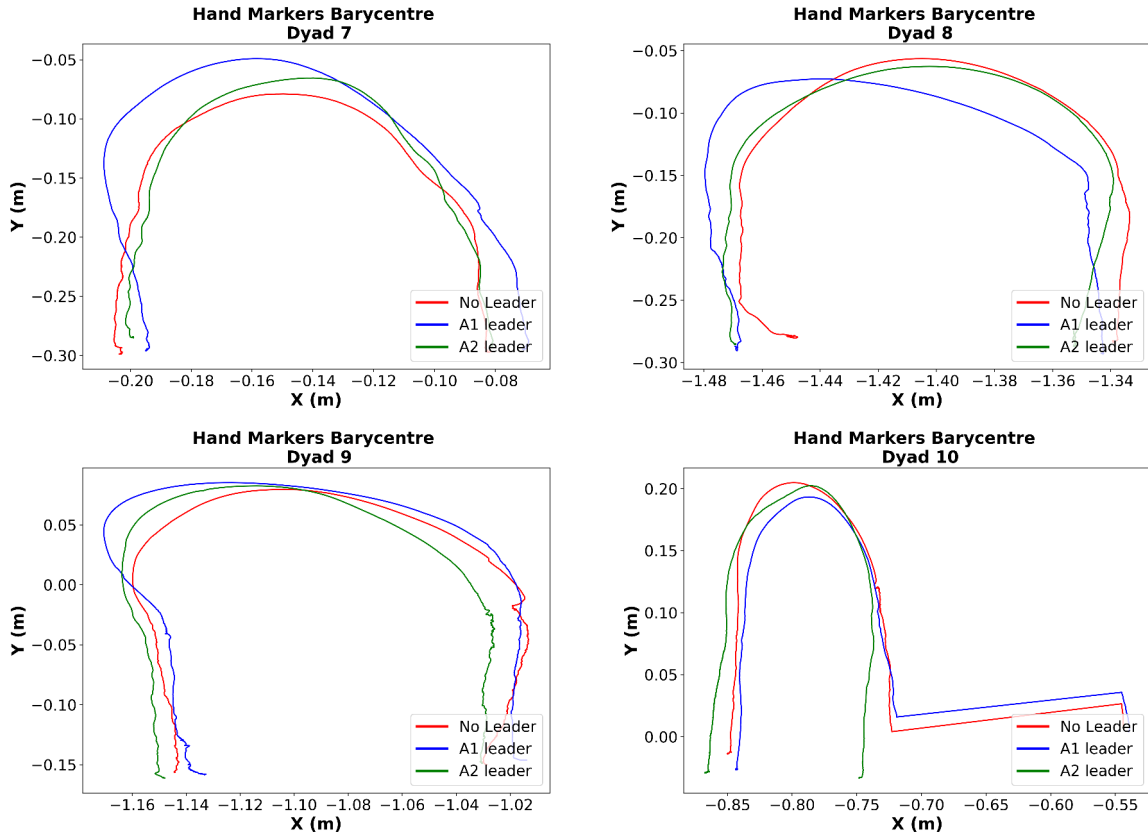 Hand Markers Barycentre
Dyad 7
Y (m)
−0.05
−0.10
−0.15
−0.20
−0.25
−0.30
No Leader
A1 leader
A2 leader
−0.20 −0.18 −0.16 −0.14 −0.12 −0.10 −0.08
X (m)
Hand Markers Barycentre
Dyad 8
Y (m)
−0.05
−0.10
−0.15
−0.20
−0.25
−0.30
No Leader
A1 leader
A2 leader
−1.48 −1.46 −1.44 −1.42 −1.40 −1.38 −1.36 −1.34
X (m)
Hand Markers Barycentre
Dyad 9
Y (m)
0.05
0.00
−0.05
−0.10
−0.15
No Leader
A1 leader
A2 leader
−1.16 −1.14 −1.12 −1.10 −1.08 −1.06 −1.04 −1.02
X (m)
Hand Markers Barycentre
Dyad 10
Y (m)
0.20
0.15
0.10
0.05
0.00
No Leader
A1 leader
A2 leader
−0.85 −0.80 −0.75 −0.70 −0.65 −0.60 −0.55
X (m)